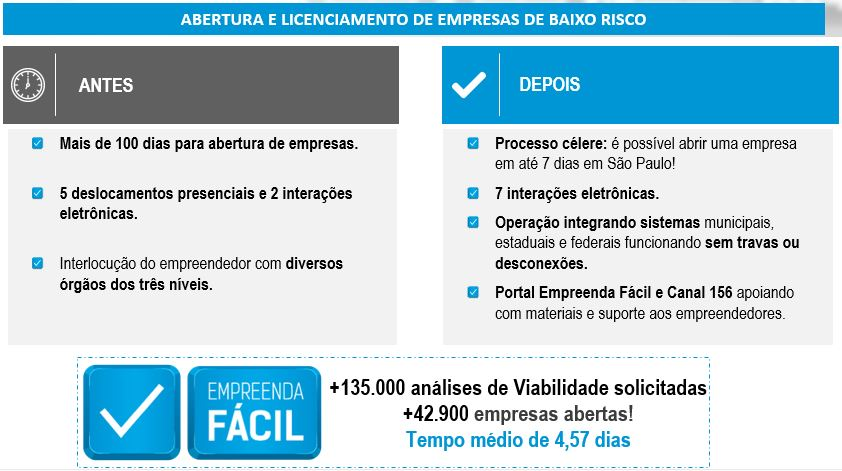 ABERTURA E LICENCIAMENTO DE EMPRESAS DE BAIXO RISCO
ANTES
Mais de 100 dias para abertura de empresas.
5 deslocamentos presenciais e 2 interações
eletrônicas.
Interlocução do empreendedor com diversos
órgãos dos três níveis.
DEPOIS
Processo célere: é possível abrir uma empresa
em até 7 dias em São Paulo!
7 interações eletrônicas.
Operação integrando sistemas municipais,
estaduais e federais funcionando sem travas ou
desconexões.
Portal Empreenda Fácil e Canal 156 apoiando
com materiais e suporte aos empreendedores.
EMPREENDA
FÁCIL
+135.000 análises de Viabilidade solicitadas
+42.900 empresas abertas!
Tempo médio de 4,57 dias